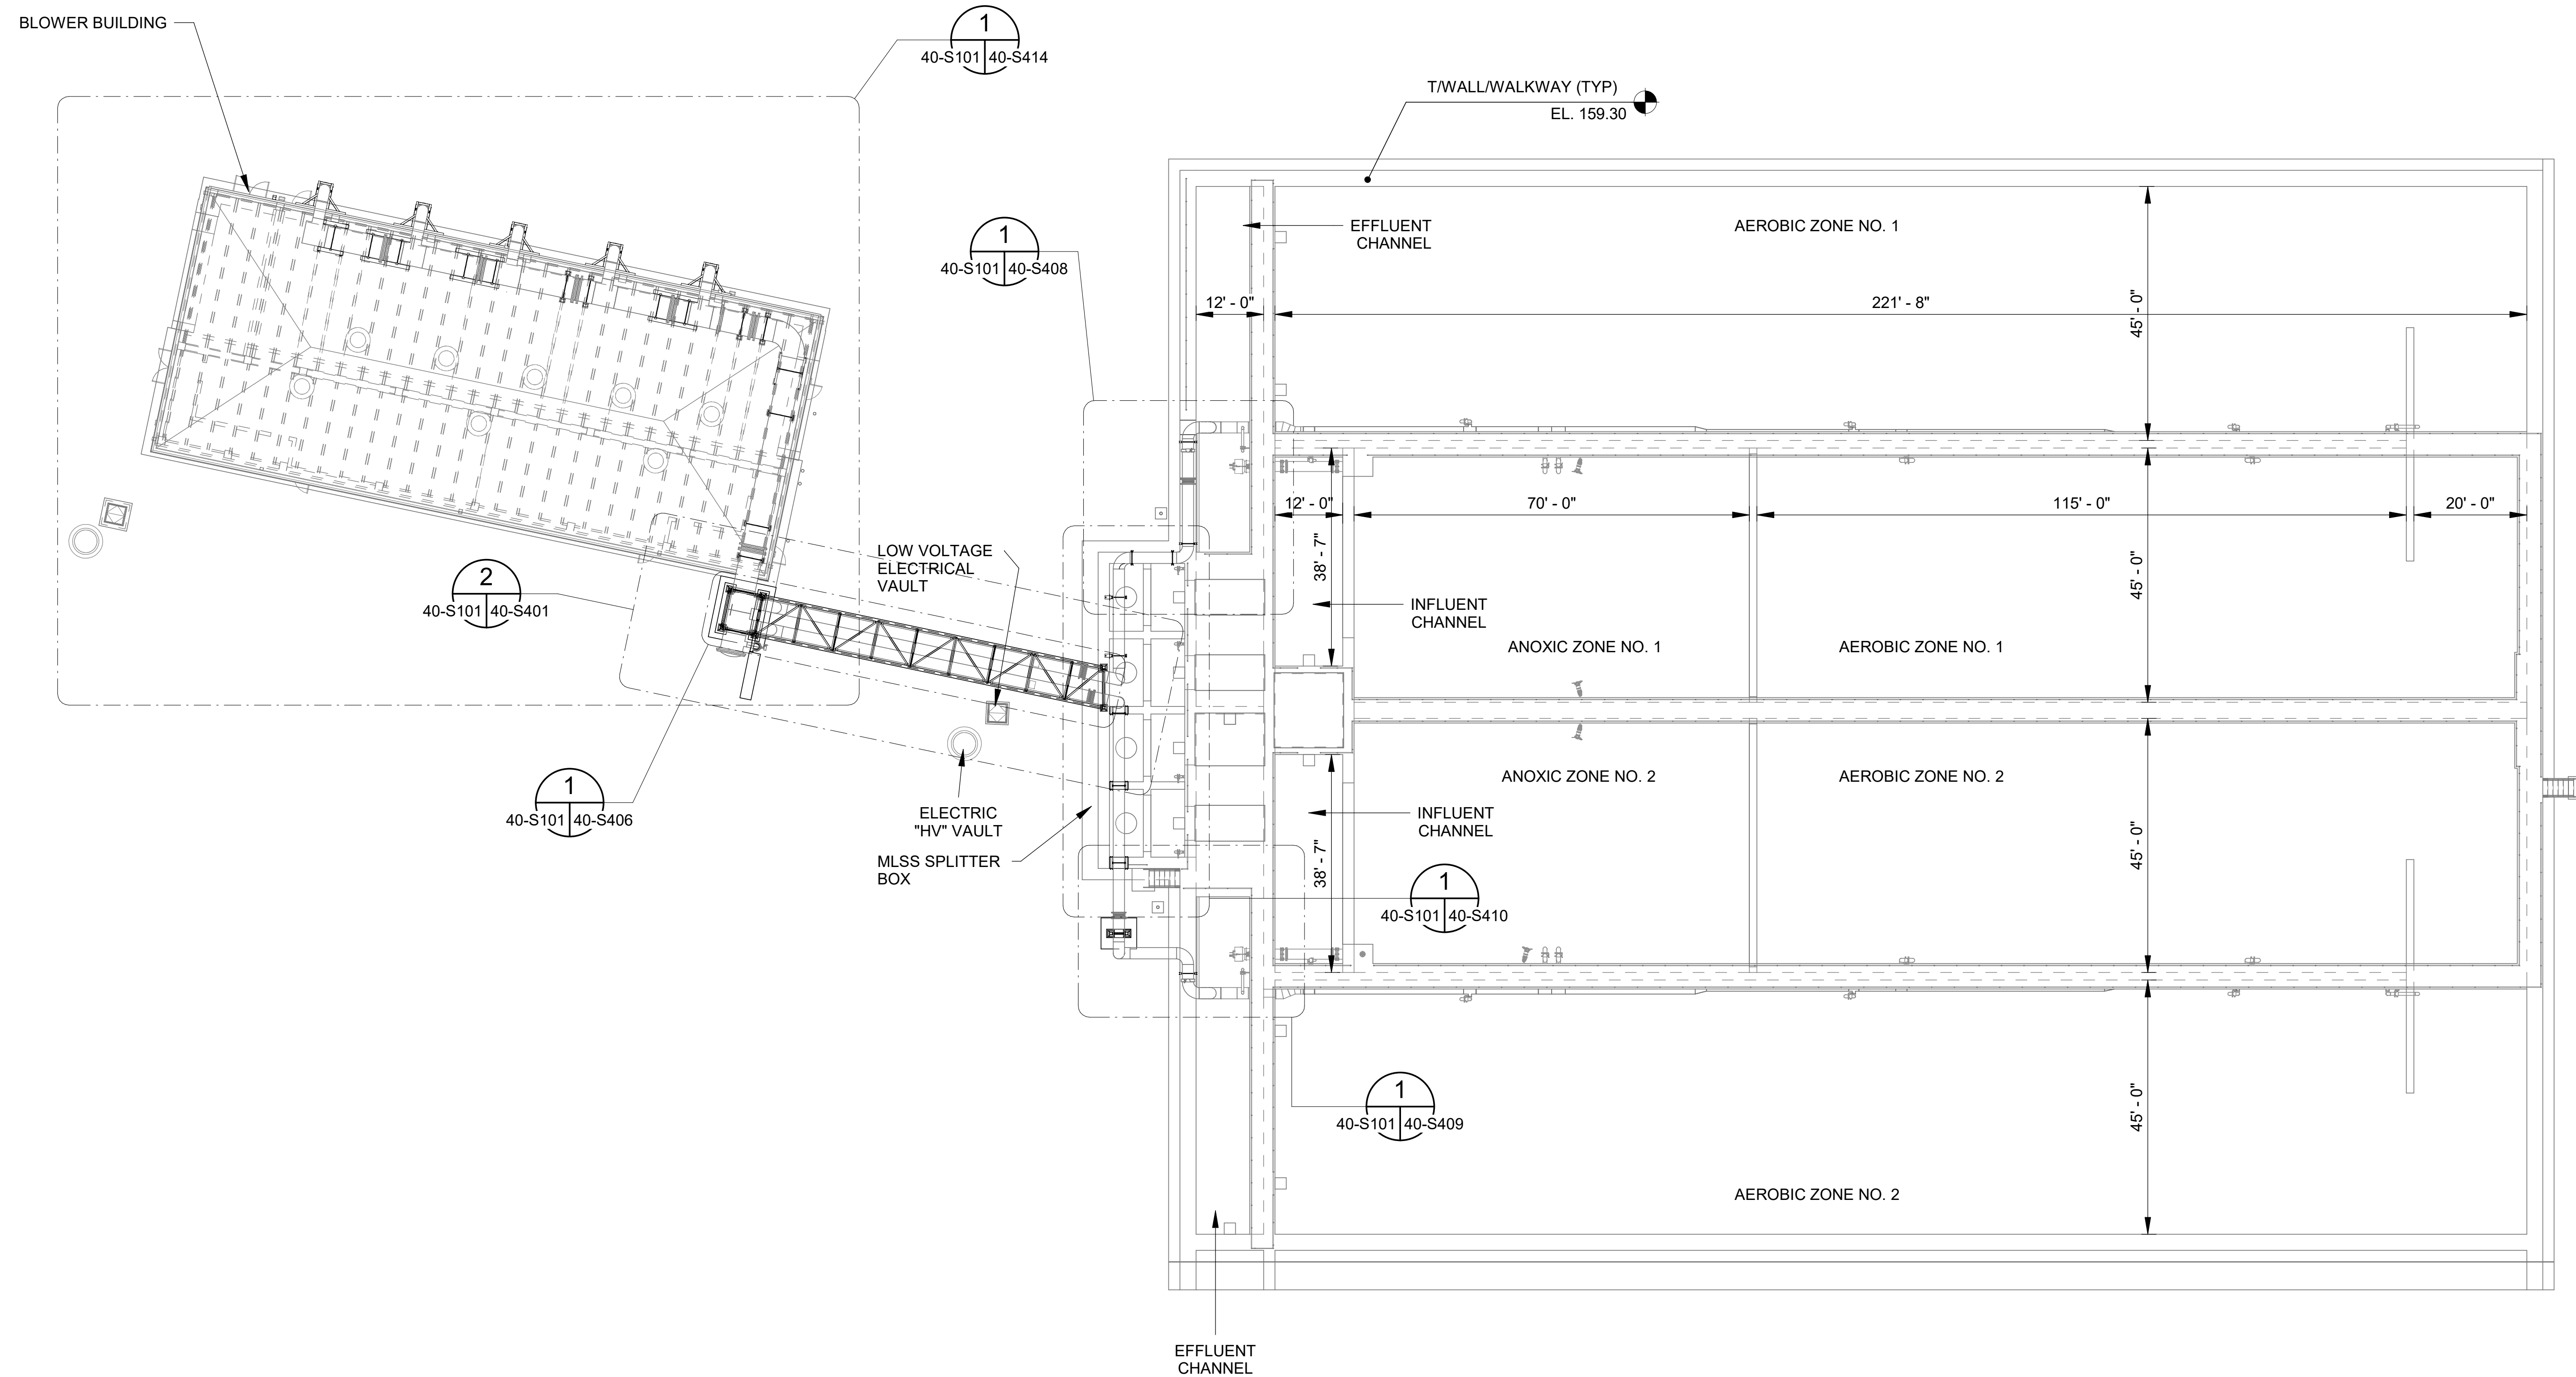 BLOWER BUILDING
1
40-S101 40-S414
T/WALL/WALKWAY (TYP)
EL. 159.30
1
40-S101 40-S408
EFFLUENT
CHANNEL
AEROBIC ZONE NO. 1
12' - 0"
221' - 8"
45' - 0"
12' - 0"
70' - 0"
115' - 0"
20' - 0"
LOW VOLTAGE
ELECTRICAL
VAULT
38' - 7"
45' - 0"
2
40-S101 40-S401
INFLUENT
CHANNEL
ANOXIC ZONE NO. 1
AEROBIC ZONE NO. 1
ANOXIC ZONE NO. 2
AEROBIC ZONE NO. 2
1
40-S101 40-S406
ELECTRIC
"HV" VAULT
INFLUENT
CHANNEL
MLSS SPLITTER
BOX
38' - 7"
45' - 0"
1
40-S101 40-S410
1
40-S101 40-S409
45' - 0"
AEROBIC ZONE NO. 2
EFFLUENT
CHANNEL